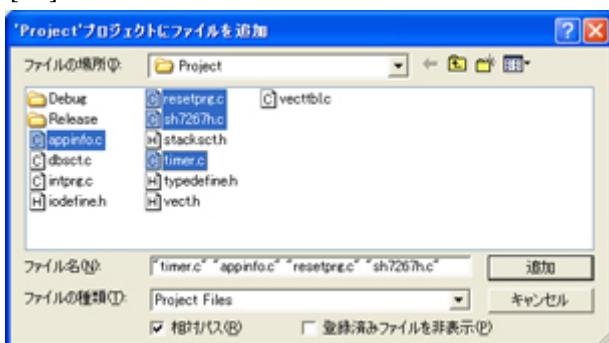 'Project'プロジェクトにファイルを追加
ファイルの場所(I): Project
Debug resetprg.c vecttbl.c
Release sh7267h.c
appinfo.c stacksct.h
dbsct.c timer.c
intprg.c typedefine.h
iodefine.h vect.h
ファイル名(N): "timer.c" "appinfo.c" "resetprg.c" "sh7267h.c" 追加
ファイルの種類(T): Project Files キャンセル
相対パス(R) 登録済みファイルを非表示(P)